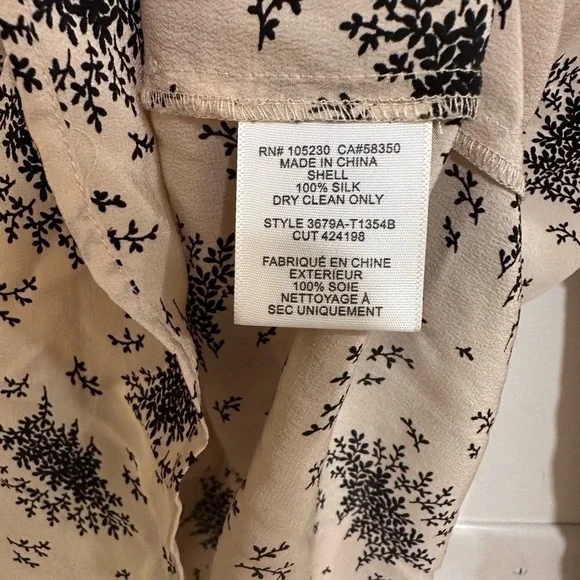 RN# 105230 CA#58350
MADE IN CHINA
SHELL
100% SILK
DRY CLEAN ONLY
STYLE 3679A-T1354B
CUT 424198
FABRIQUÉ EN CHINE
EXTERIEUR
100% SOIE
NETTOYAGE À
SEC UNIQUEMENT